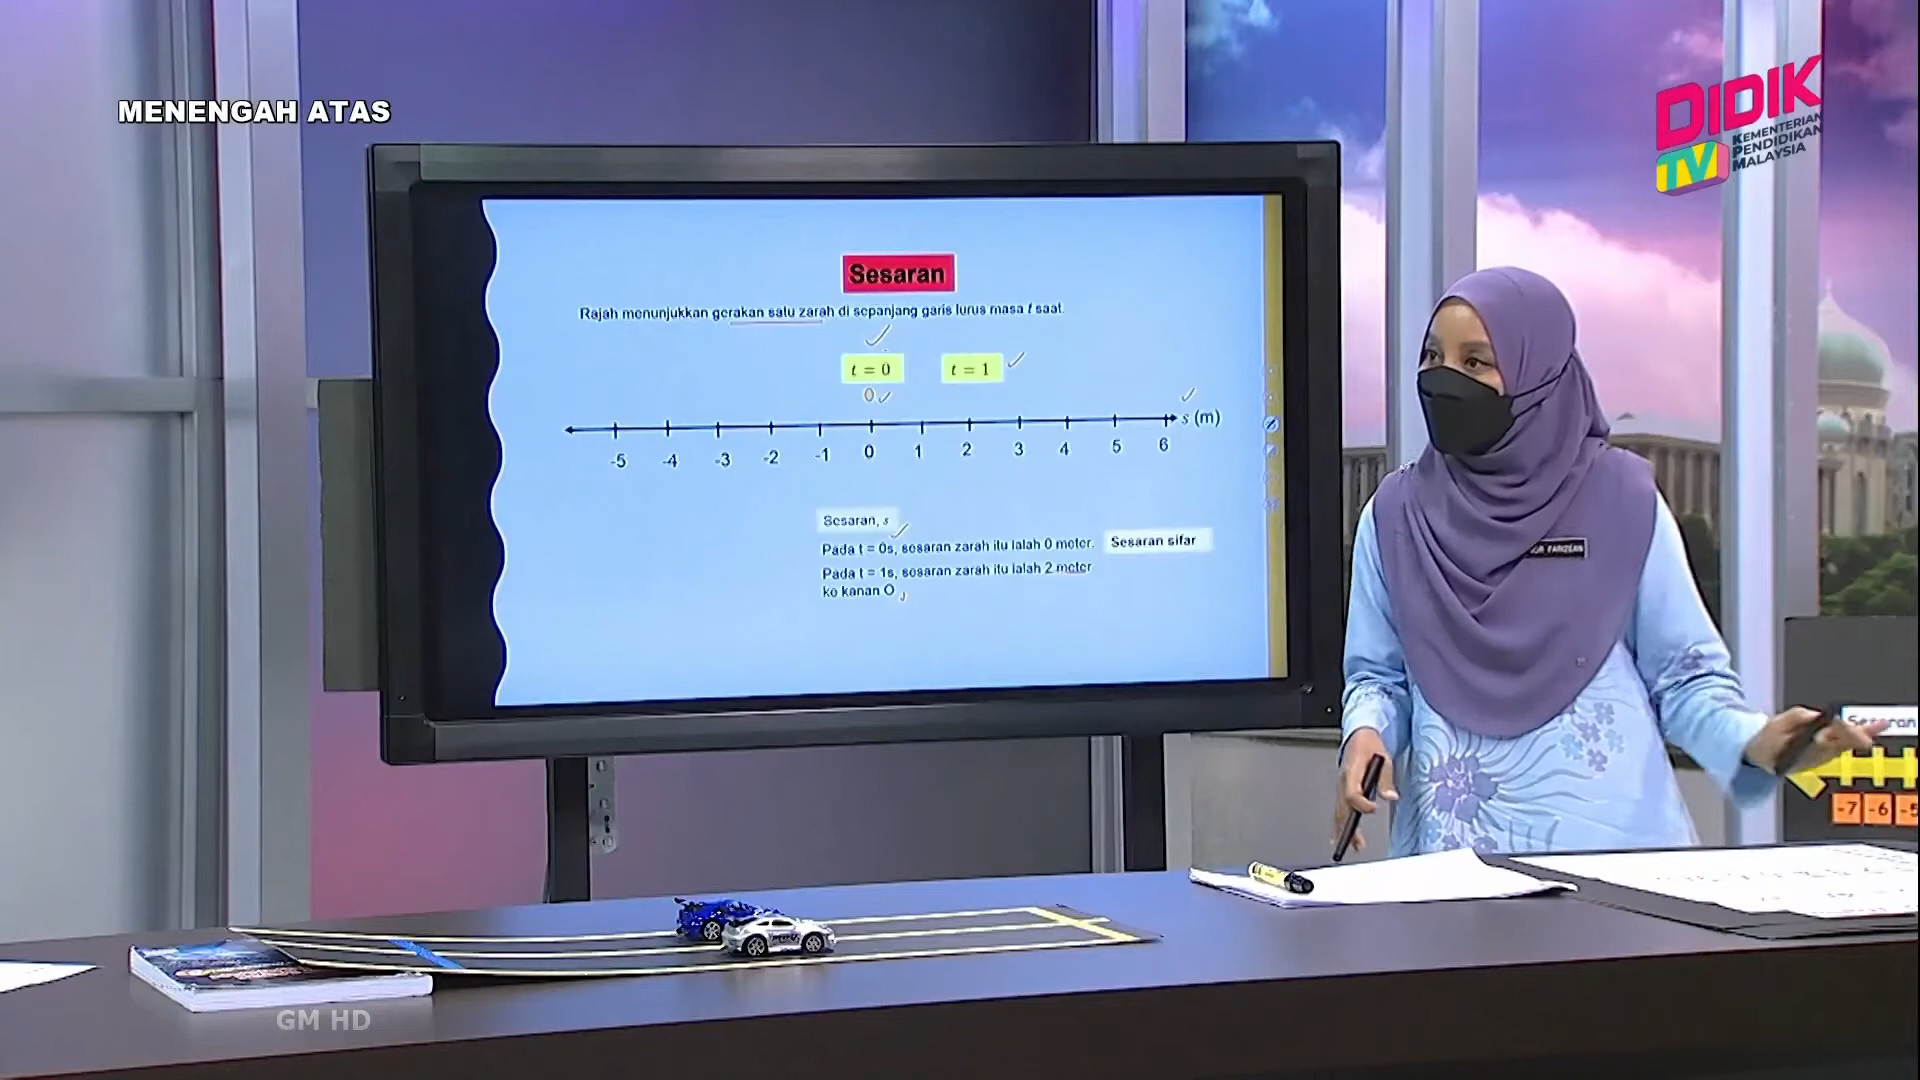 MENENGAH ATAS
DIDIK
TV
KEMENTERIAN
PENDIDIKAN
MALAYSIA
Sesaran
Rajah menunjukkan gerakan satu zarah di sepanjang garis lurus masa t saat.
t = 0
t = 1
0
s (m)
-5 -4 -3 -2 -1 0 1 2 3 4 5 6
Sesaran, s
Pada t = 0s, sesaran zarah itu ialah 0 meter.
Sesaran sifar
Pada t = 1s, sesaran zarah itu ialah 2 meter
ke kanan O
FARIZEAN
Sesaran
-7 -6 -5
GM HD